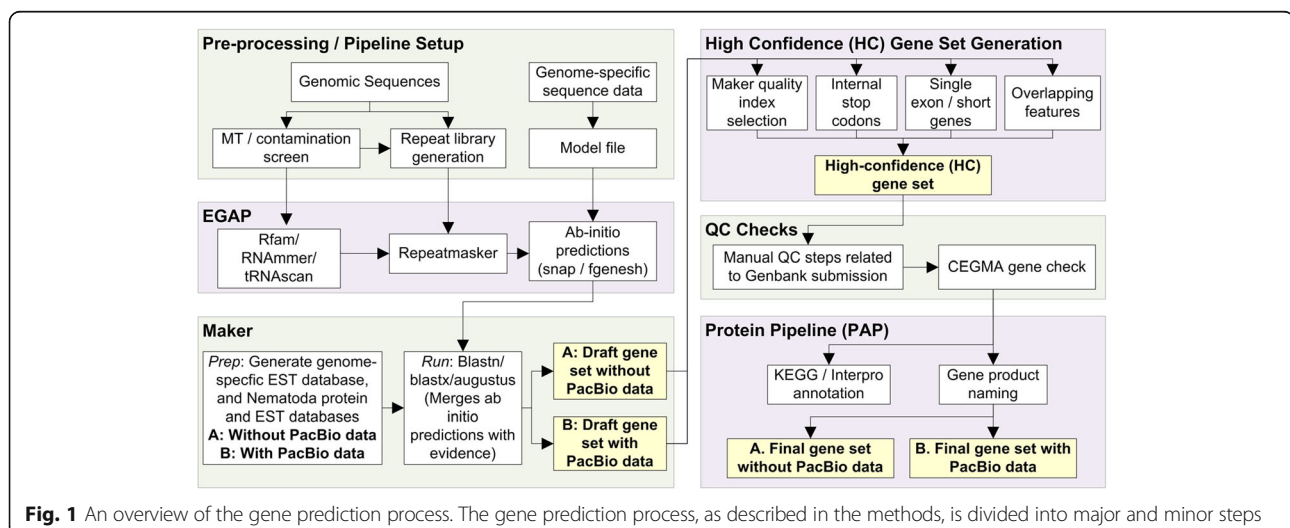 Pre-processing / Pipeline Setup
Genomic Sequences
Genome-specific
sequence data
MT / contamination
screen
Repeat library
generation
Model file
EGAP
Rfam/
RNAmmer/
tRNAscan
Repeatmasker
Ab-initio
predictions
(snap / fgenesh)
Maker
Prep: Generate genome-
specfic EST database,
and Nematoda protein
and EST databases
A: Without PacBio data
B: With PacBio data
Run: Blastn/
blastx/augustus
(Merges ab
initio
predictions with
evidence)
A: Draft gene
set without
PacBio data
B: Draft gene
set with
PacBio data
High Confidence (HC) Gene Set Generation
Maker quality
index
selection
Internal
stop
codons
Single
exon / short
genes
Overlapping
features
High-confidence (HC)
gene set
QC Checks
Manual QC steps related
to Genbank submission
CEGMA gene check
Protein Pipeline (PAP)
KEGG / Interpro
annotation
Gene product
naming
A. Final gene set
without PacBio data
B. Final gene set with
PacBio data
Fig. 1 An overview of the gene prediction process. The gene prediction process, as described in the methods, is divided into major and minor steps